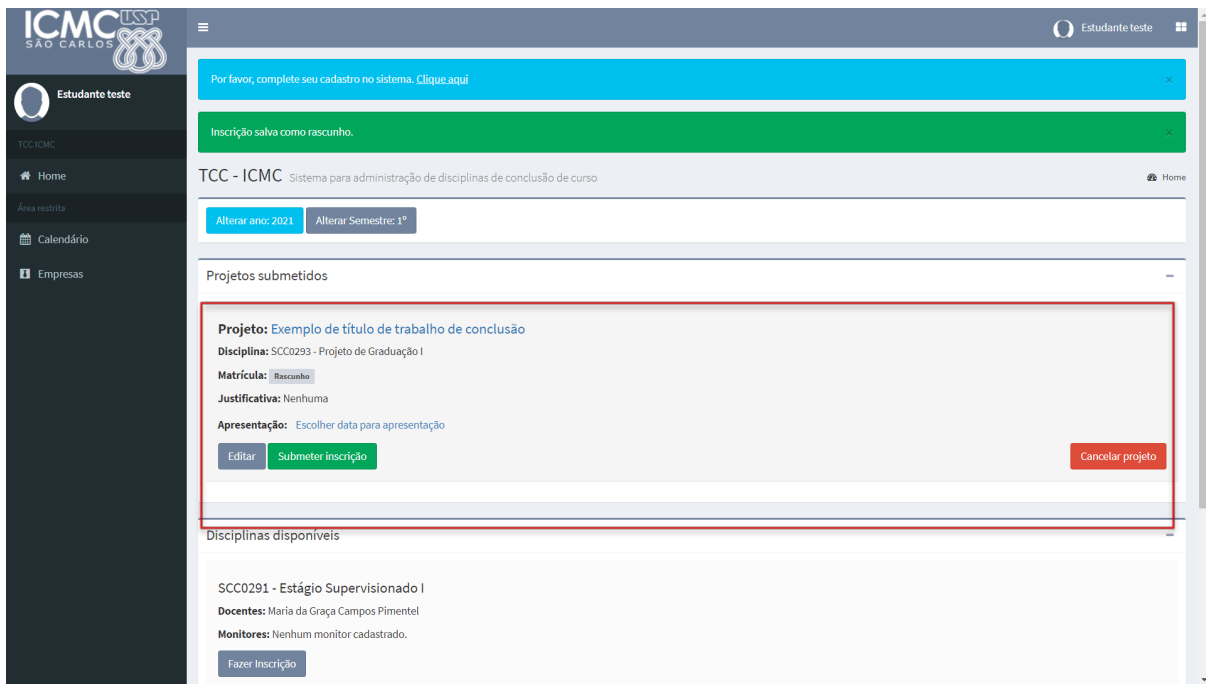 ICMC USP
SÃO CARLOS
Estudante teste
Estudante teste
TCC ICMC
Home
Área restrita
Calendário
Empresas
Por favor, complete seu cadastro no sistema. Clique aqui ×
Inscrição salva como rascunho. ×
TCC - ICMC Sistema para administração de disciplinas de conclusão de curso
Home
Alterar ano: 2021 Alterar Semestre: 1º
Projetos submetidos
Projeto: Exemplo de título de trabalho de conclusão
Disciplina: SCC0293 - Projeto de Graduação I
Matrícula: Rascunho
Justificativa: Nenhuma
Apresentação: Escolher data para apresentação
Editar Submeter inscrição Cancelar projeto
Disciplinas disponíveis
SCC0291 - Estágio Supervisionado I
Docentes: Maria da Graça Campos Pimentel
Monitores: Nenhum monitor cadastrado.
Fazer Inscrição